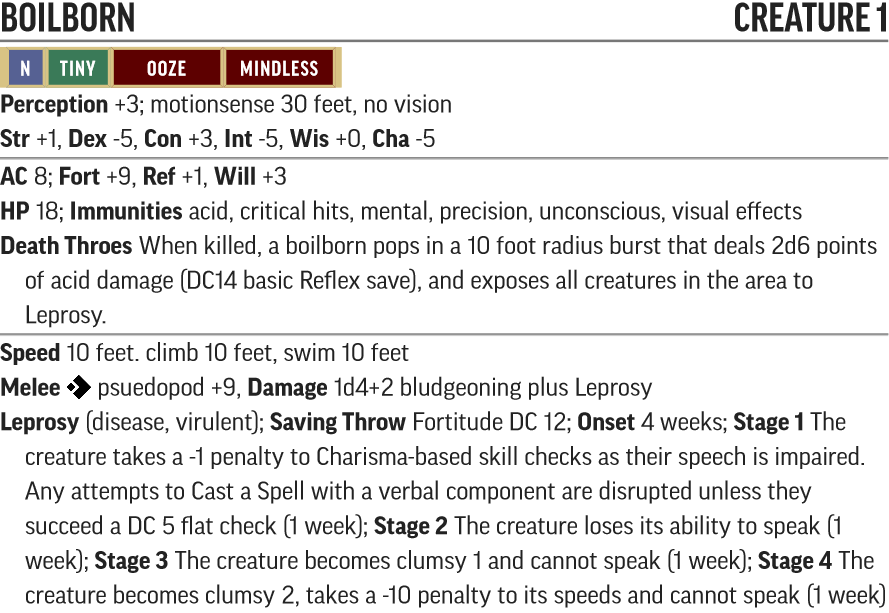 BOILBORN CREATURE 1
N TINY OOZE MINDLESS
Perception +3; motionsense 30 feet, no vision
Str +1, Dex -5, Con +3, Int -5, Wis +0, Cha -5
AC 8; Fort +9, Ref +1, Will +3
HP 18; Immunities acid, critical hits, mental, precision, unconscious, visual effects
Death Throes When killed, a boilborn pops in a 10 foot radius burst that deals 2d6 points
of acid damage (DC14 basic Reflex save), and exposes all creatures in the area to
Leprosy.
Speed 10 feet. climb 10 feet, swim 10 feet
Melee psuedopod +9, Damage 1d4+2 bludgeoning plus Leprosy
Leprosy (disease, virulent); Saving Throw Fortitude DC 12; Onset 4 weeks; Stage 1 The
creature takes a -1 penalty to Charisma-based skill checks as their speech is impaired.
Any attempts to Cast a Spell with a verbal component are disrupted unless they
succeed a DC 5 flat check (1 week); Stage 2 The creature loses its ability to speak (1
week); Stage 3 The creature becomes clumsy 1 and cannot speak (1 week); Stage 4 The
creature becomes clumsy 2, takes a -10 penalty to its speeds and cannot speak (1 week)